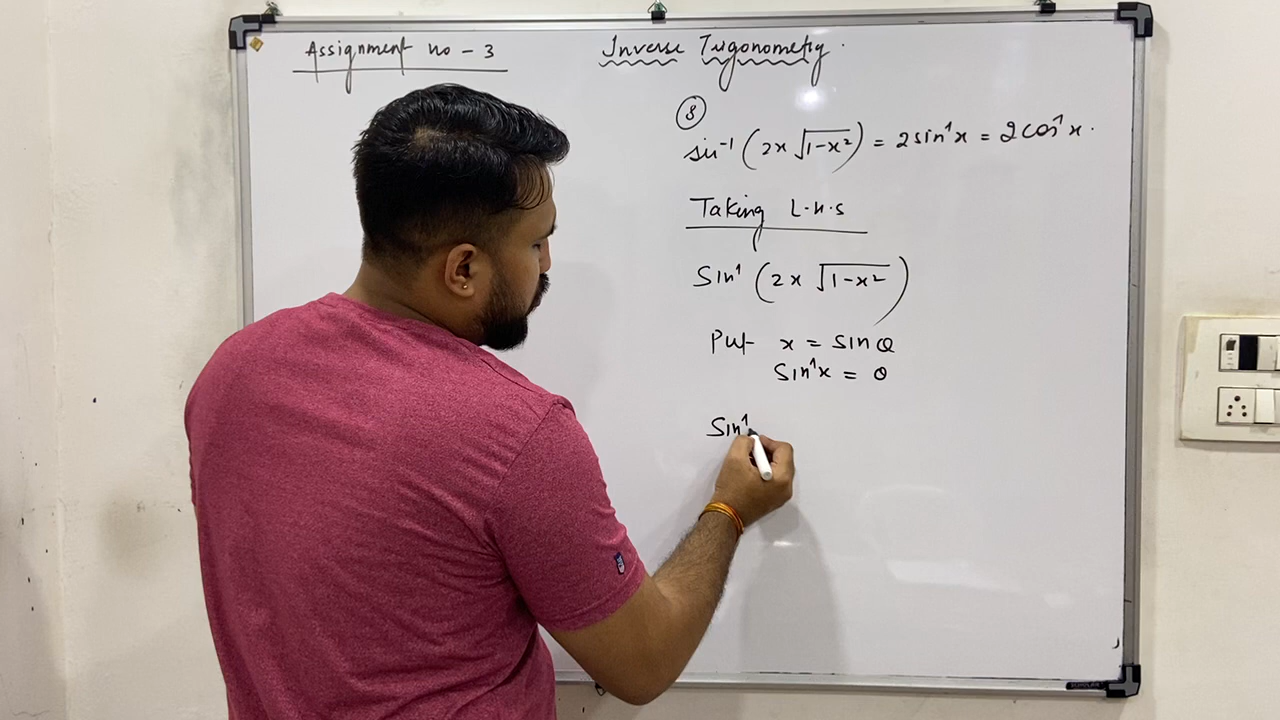 Assignment no - 3
Inverse Trigonometry.
8
sin⁻¹ (2x √1-x²) = 2sin⁻¹x = 2cos⁻¹x.
Taking L.H.S
Sin⁻¹ (2x √1-x²)
Put x = sin θ
Sin⁻¹x = θ
Sin⁻¹